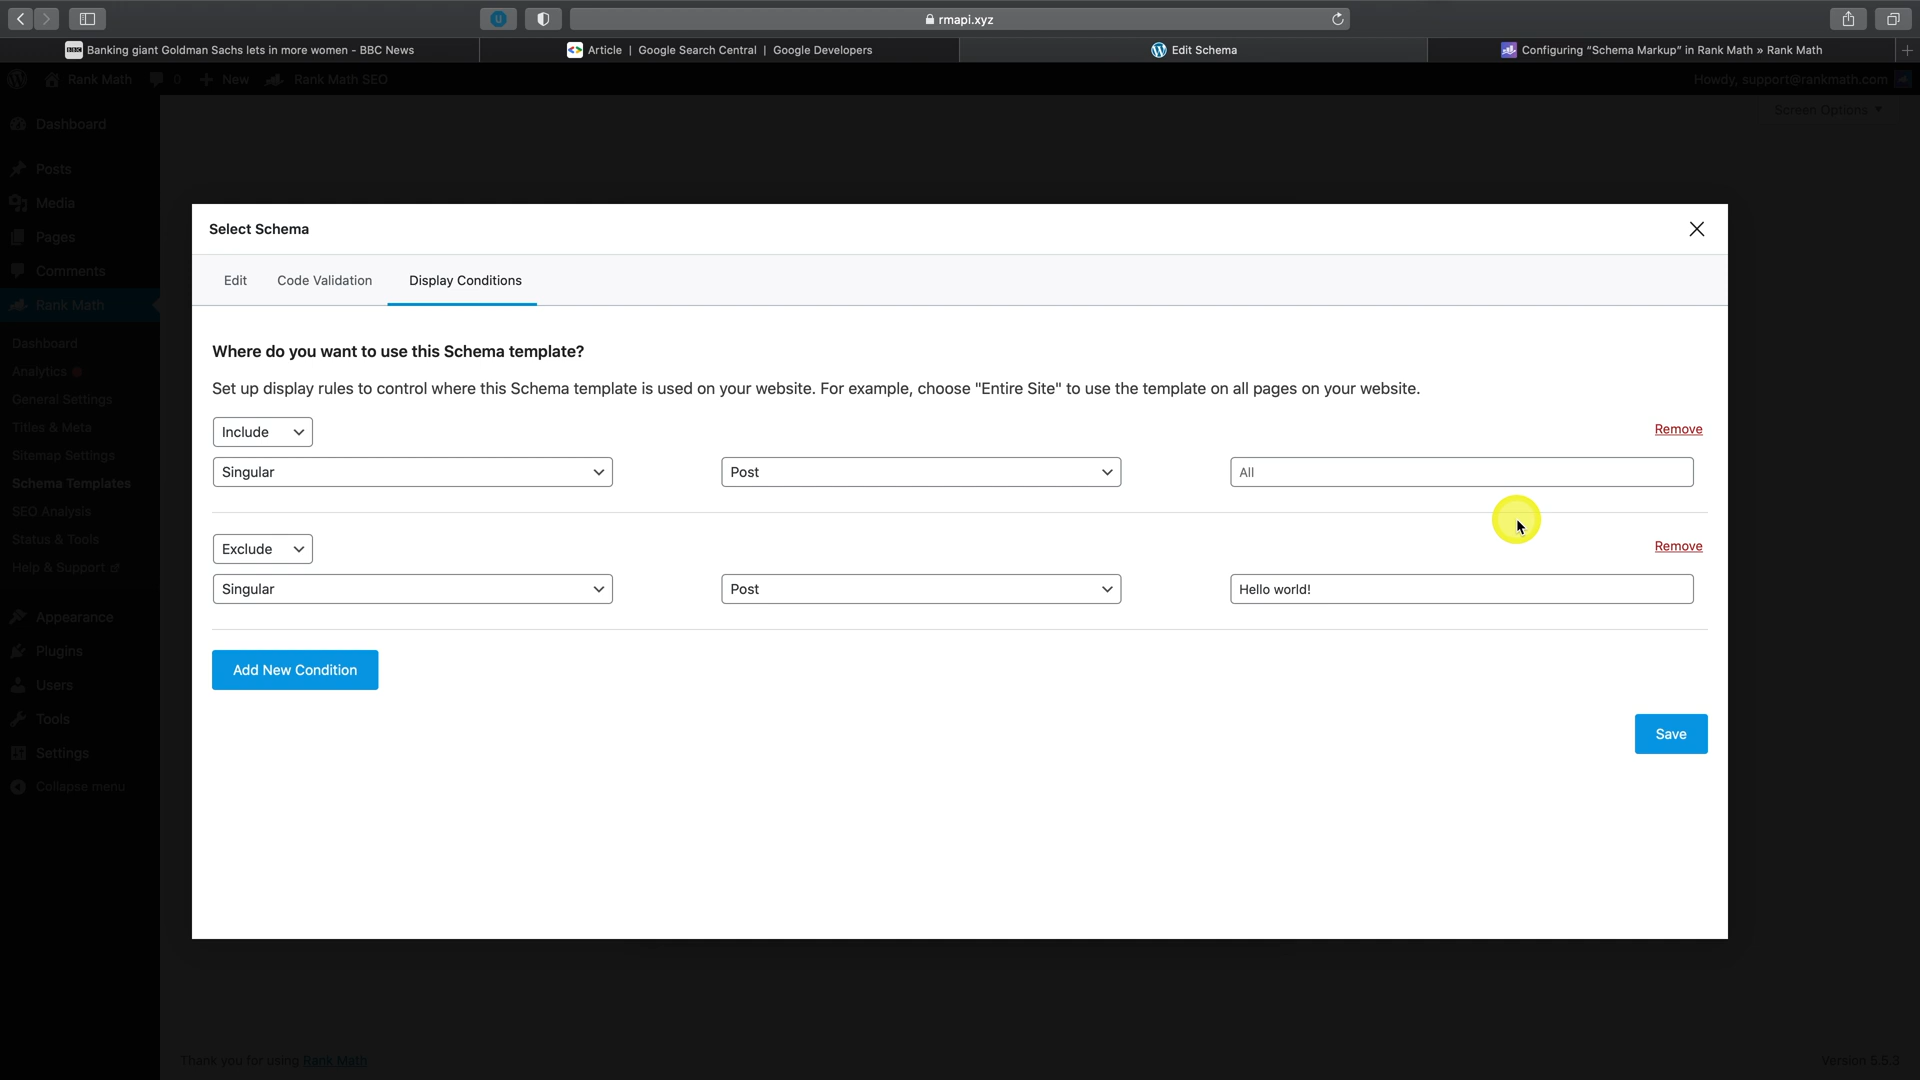 rmapi.xyz
Banking giant Goldman Sachs lets in more women - BBC News
Article | Google Search Central | Google Developers
Edit Schema
Configuring "Schema Markup" in Rank Math » Rank Math
Rank Math 0 New Rank Math SEO
Howdy, support@rankmath.com
Screen Options
Dashboard
Posts
Media
Pages
Comments
Rank Math
Dashboard
Analytics
General Settings
Titles & Meta
Sitemap Settings
Schema Templates
SEO Analysis
Status & Tools
Help & Support
Appearance
Plugins
Users
Tools
Settings
Collapse menu
Select Schema
Edit Code Validation Display Conditions
Where do you want to use this Schema template?
Set up display rules to control where this Schema template is used on your website. For example, choose "Entire Site" to use the template on all pages on your website.
Include
Remove
Singular Post All
Exclude
Remove
Singular Post Hello world!
Add New Condition
Save
Thank you for using Rank Math
Version 5.5.3